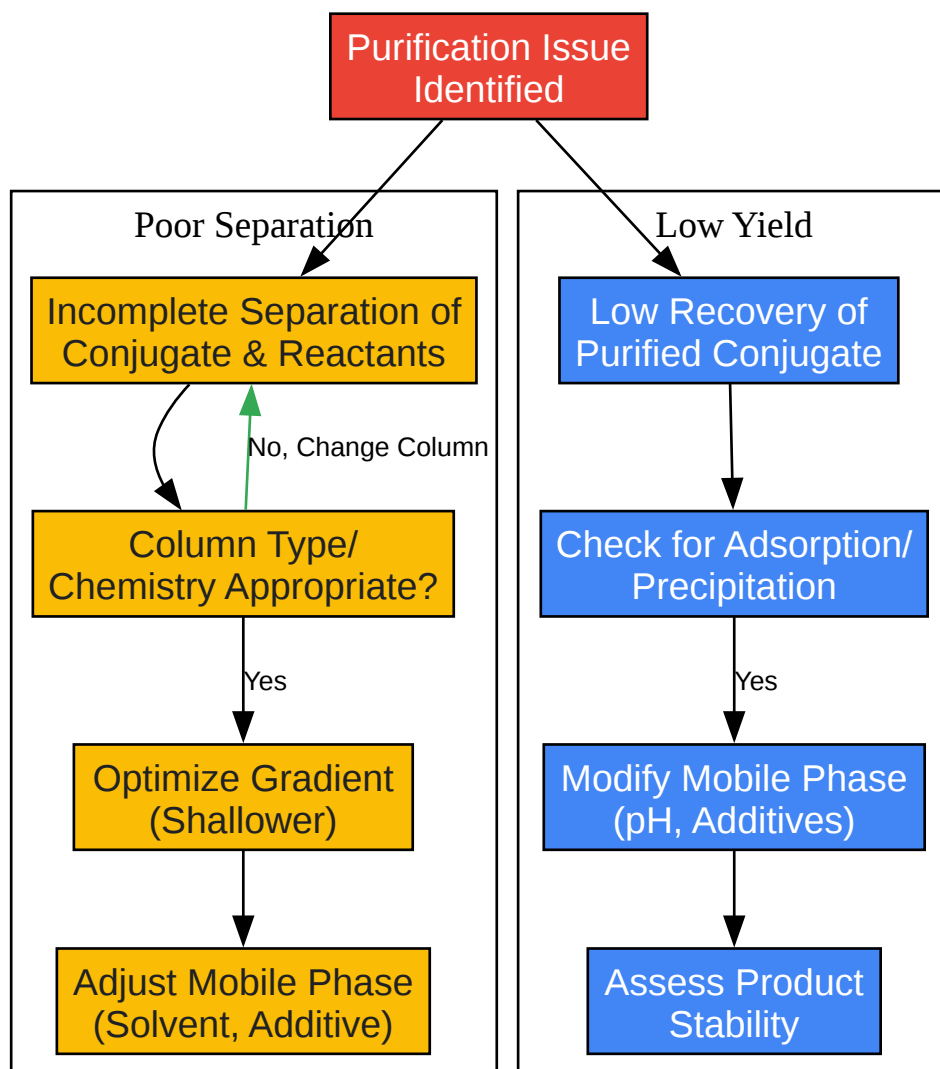 Purification Issue
Identified
Poor Separation
Incomplete Separation of
Conjugate & Reactants
No, Change Column
Column Type/
Chemistry Appropriate?
Yes
Optimize Gradient
(Shallower)
Adjust Mobile Phase
(Solvent, Additive)
Low Yield
Low Recovery of
Purified Conjugate
Check for Adsorption/
Precipitation
Yes
Modify Mobile Phase
(pH, Additives)
Assess Product
Stability